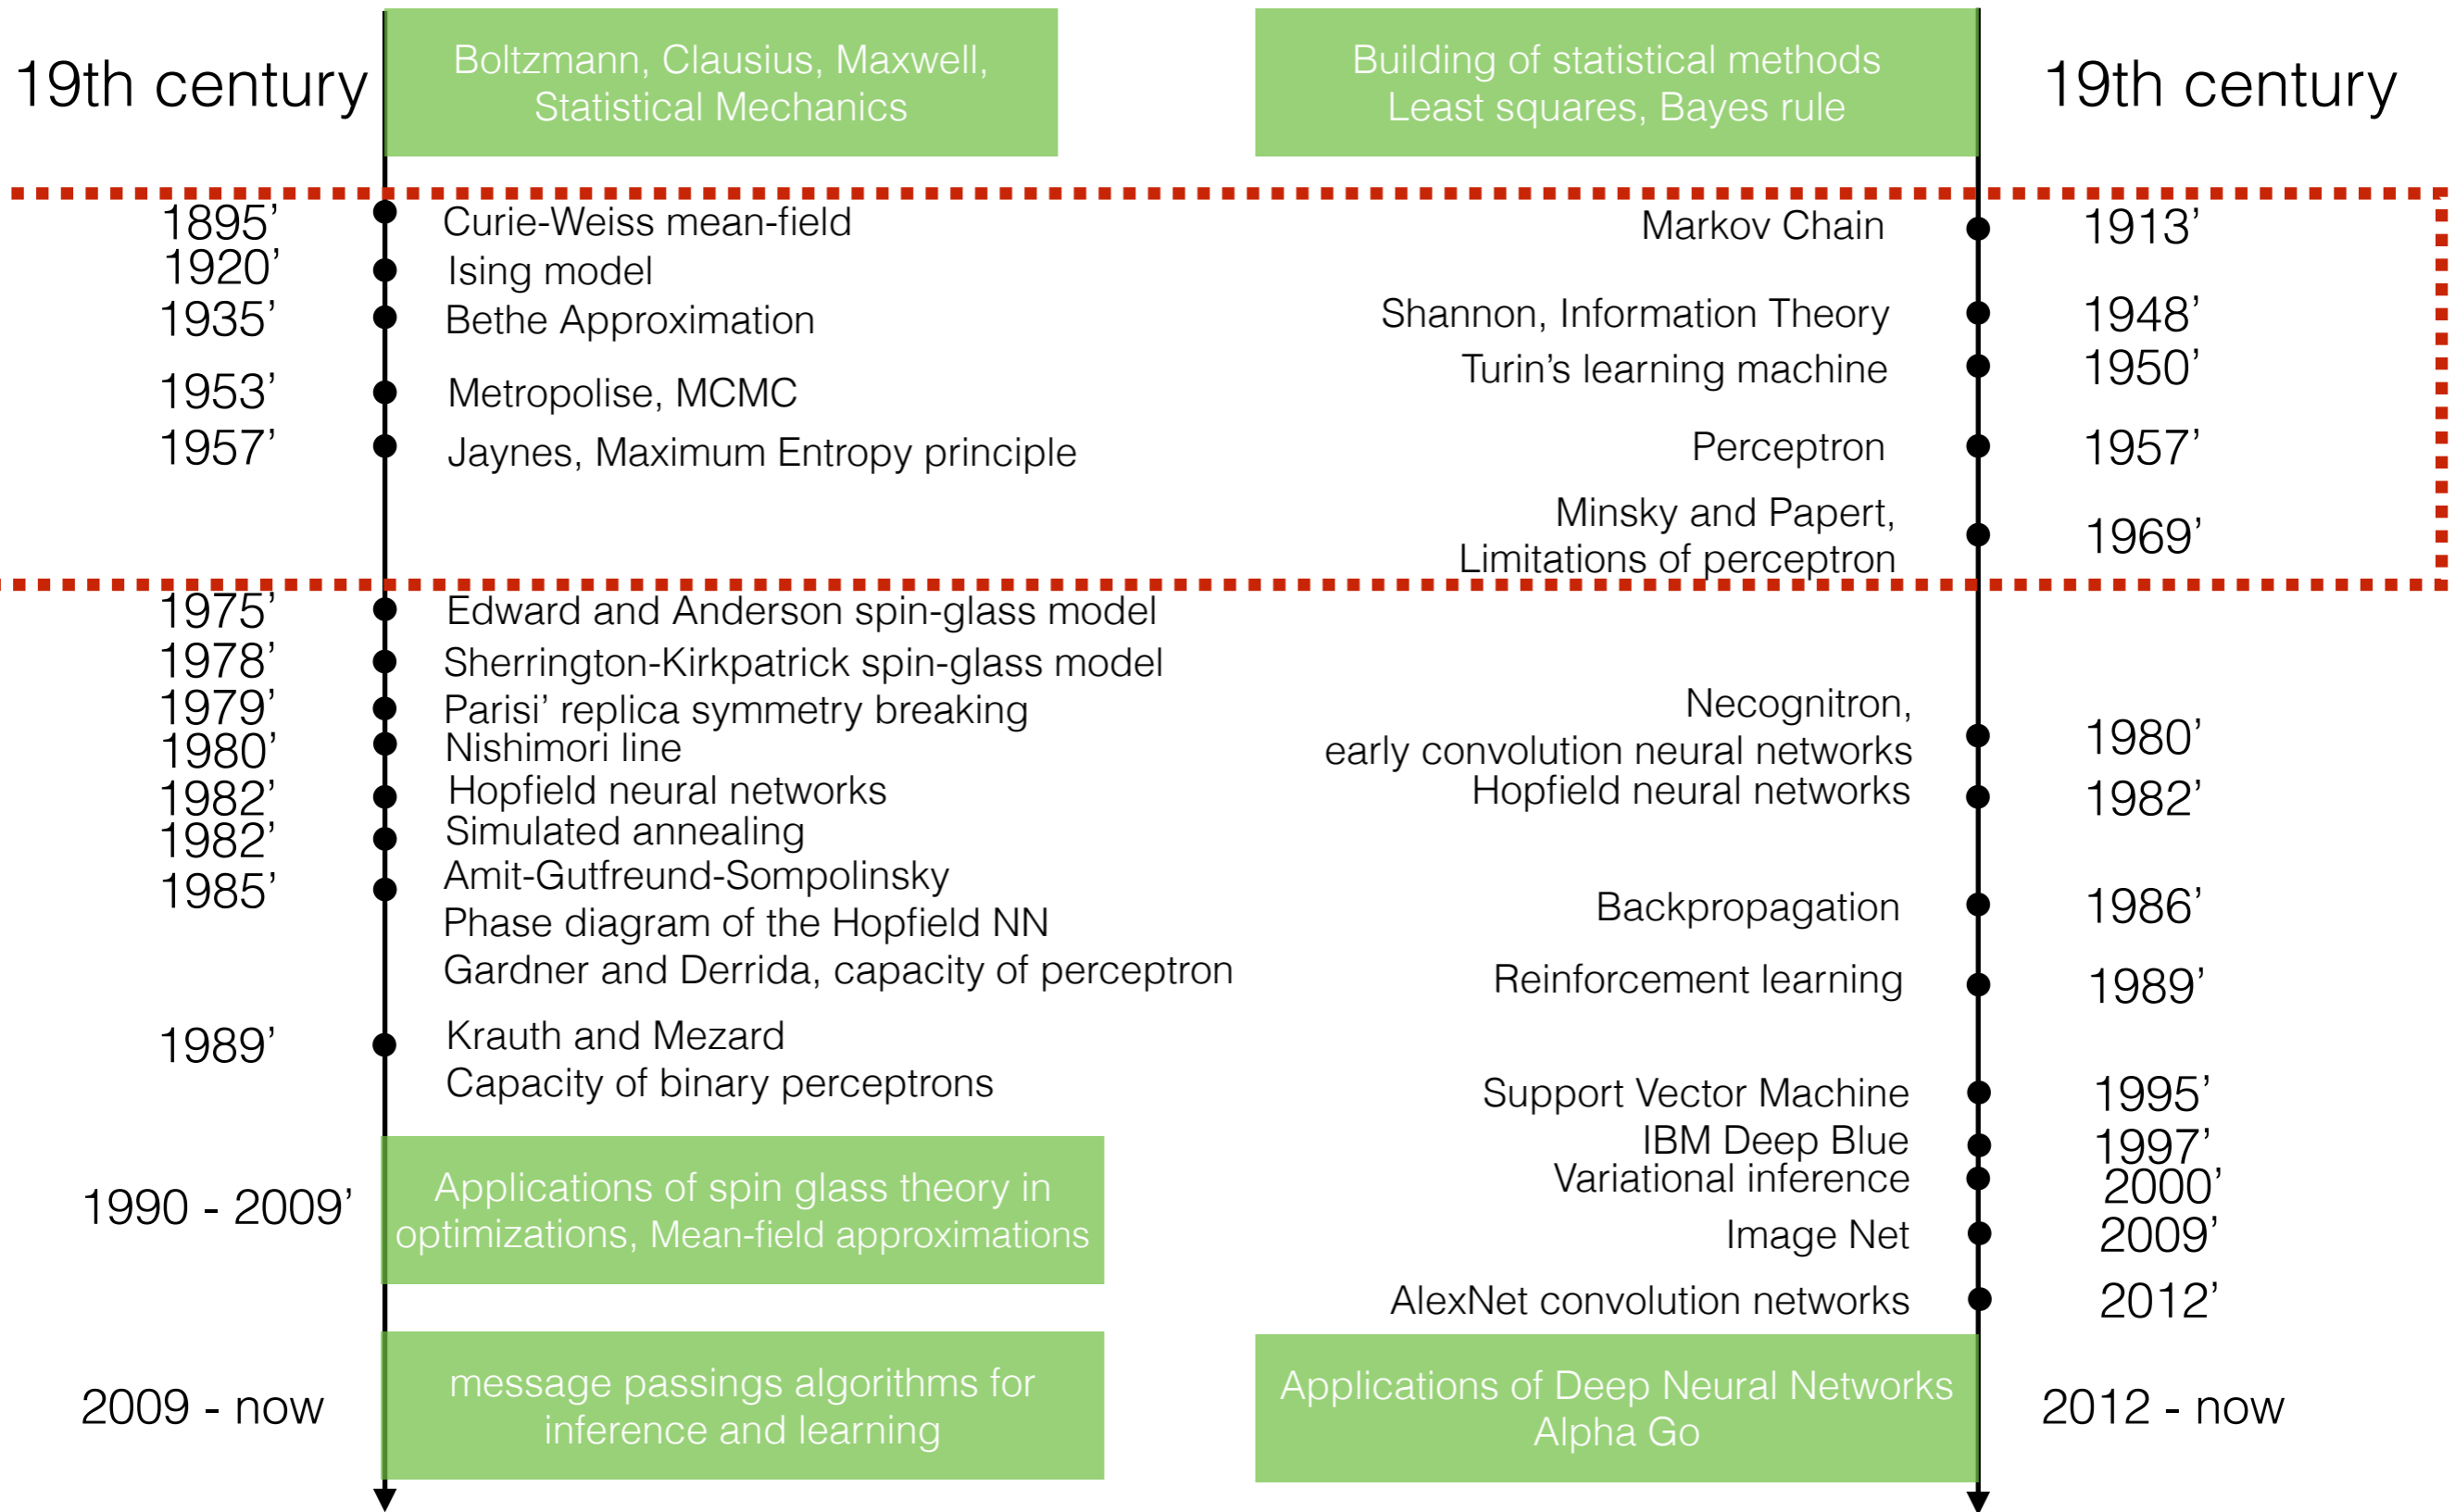 19th century
Boltzmann, Clausius, Maxwell,
Statistical Mechanics
1895’
Curie-Weiss mean-field
1920’
Ising model
1935’
Bethe Approximation
1953’
Metropolise, MCMC
1957’
Jaynes, Maximum Entropy principle
1975’
Edward and Anderson spin-glass model
1978’
Sherrington-Kirkpatrick spin-glass model
1979’
Parisi’ replica symmetry breaking
1980’
Nishimori line
1982’
Hopfield neural networks
1982’
Simulated annealing
1985’
Amit-Gutfreund-Sompolinsky
Phase diagram of the Hopfield NN
Gardner and Derrida, capacity of perceptron
1989’
Krauth and Mezard
Capacity of binary perceptrons
1990 - 2009’
Applications of spin glass theory in
optimizations, Mean-field approximations
2009 - now
message passings algorithms for
inference and learning
Building of statistical methods
Least squares, Bayes rule
19th century
Markov Chain
1913’
Shannon, Information Theory
1948’
Turin’s learning machine
1950’
Perceptron
1957’
Minsky and Papert,
Limitations of perceptron
1969’
Necognitron,
early convolution neural networks
1980’
Hopfield neural networks
1982’
Backpropagation
1986’
Reinforcement learning
1989’
Support Vector Machine
1995’
IBM Deep Blue
1997’
Variational inference
2000’
Image Net
2009’
AlexNet convolution networks
2012’
Applications of Deep Neural Networks
Alpha Go
2012 - now